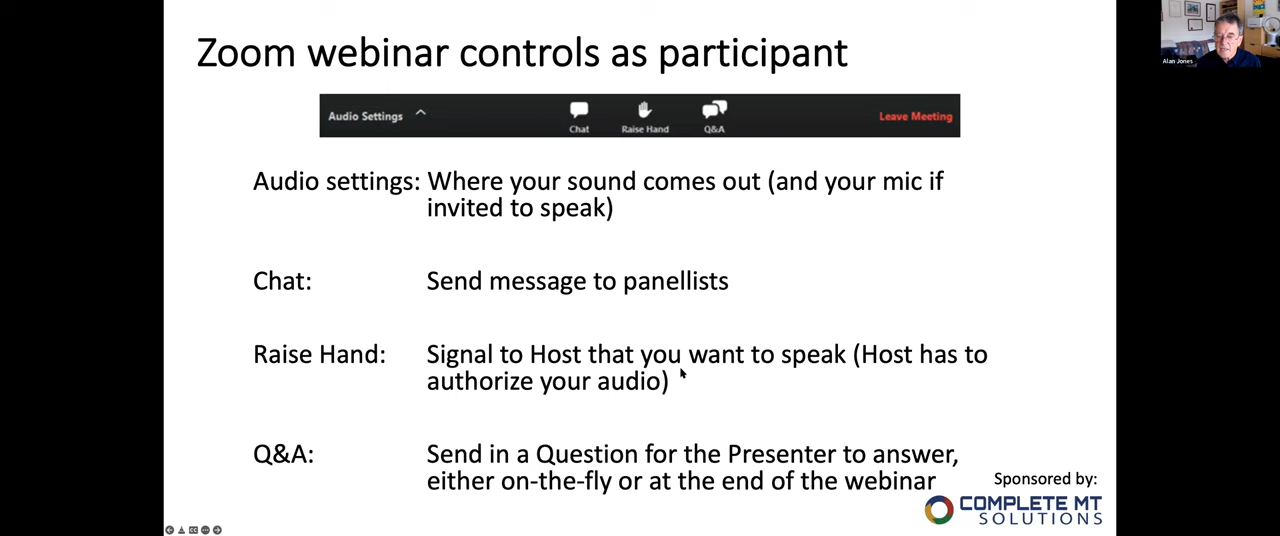 Zoom webinar controls as participant
Alan Jones
Audio Settings
Chat
Raise Hand
Q&A
Leave Meeting
Audio settings: Where your sound comes out (and your mic if
invited to speak)
Chat: Send message to panellists
Raise Hand: Signal to Host that you want to speak (Host has to
authorize your audio)
Q&A: Send in a Question for the Presenter to answer,
either on-the-fly or at the end of the webinar
Sponsored by:
COMPLETE MT
SOLUTIONS